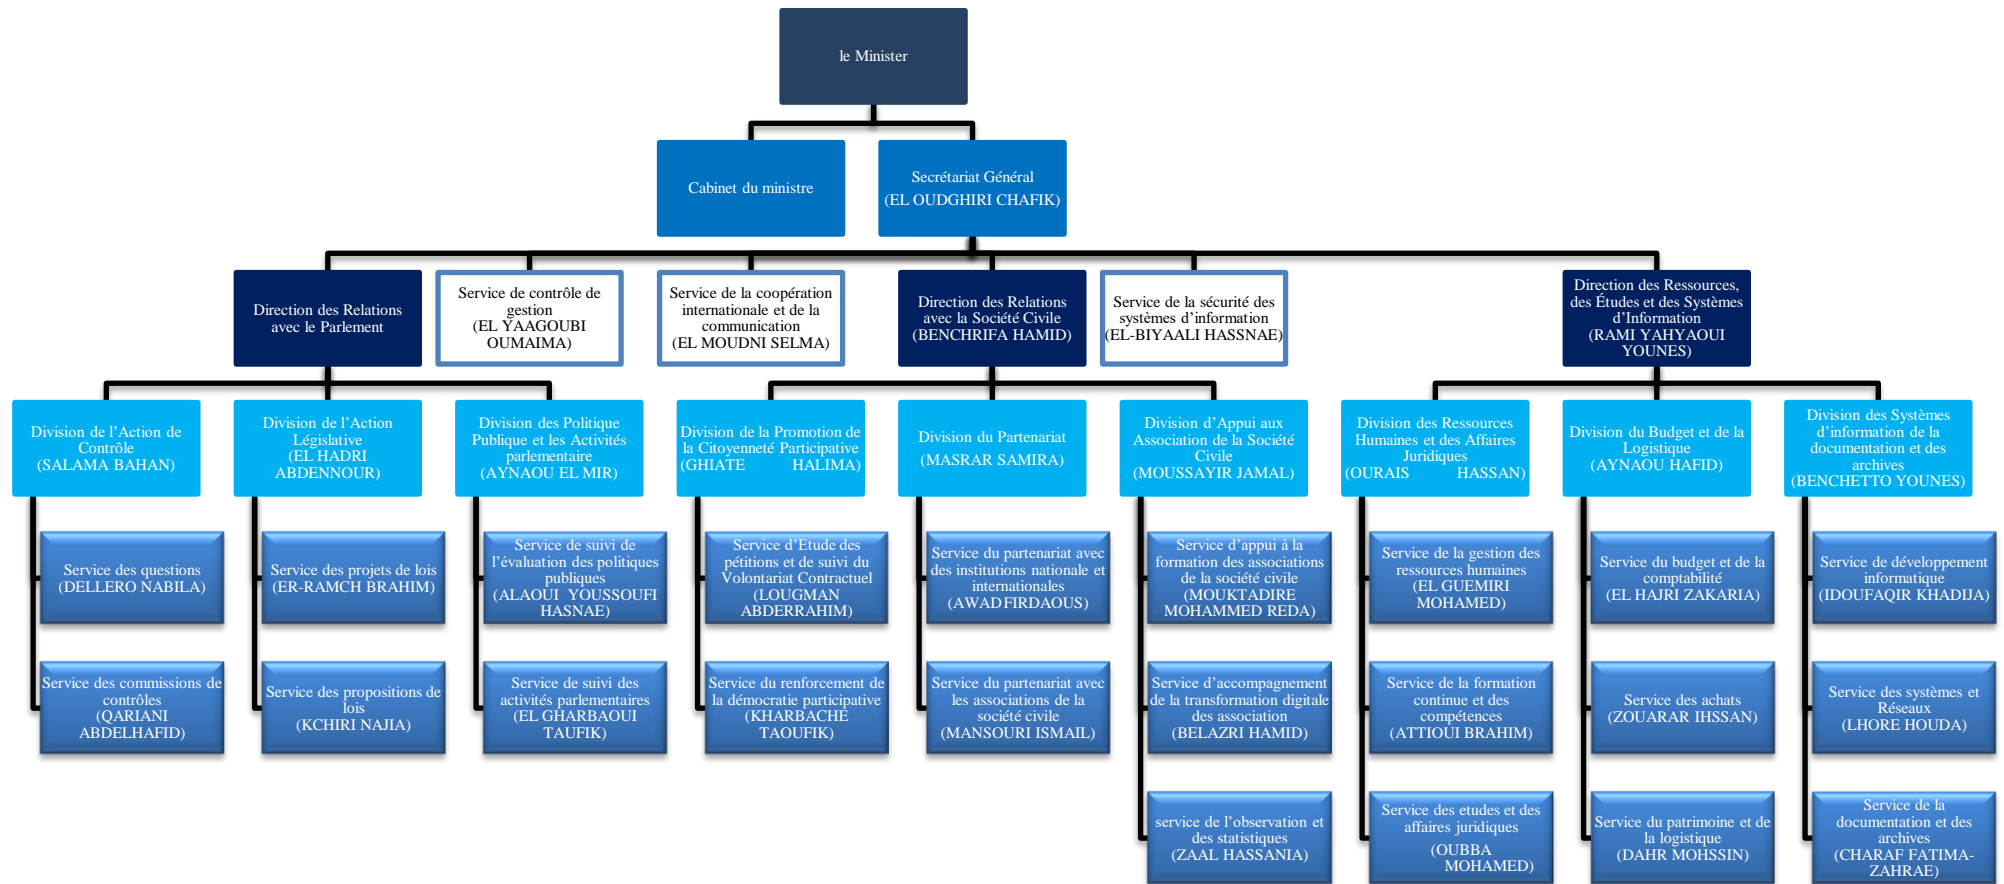 le Minister
Cabinet du ministre
Secrétariat Général
(EL OUDGHIRI CHAFIK)
Direction des Relations
avec le Parlement
Service de contrôle de
gestion
(EL YAAGOUBI
OUMAIMA)
Service de la coopération
internationale et de la
communication
(EL MOUDNI SELMA)
Direction des Relations
avec la Société Civile
(BENCHRIFA HAMID)
Service de la sécurité des
systèmes d’information
(EL-BIYAALI HASSNAE)
Direction des Ressources,
des Études et des Systèmes
d’Information
(RAMI YAHYAOUI
YOUNES)
Division de l’Action de
Contrôle
(SALAMA BAHAN)
Division de l’Action
Législative
(EL HADRI
ABDENNOUR)
Division des Politique
Publique et les Activités
parlementaire
(AYNAOU EL MIR)
Division de la Promotion de
la Citoyenneté Participative
(GHIATE HALIMA)
Division du Partenariat
(MASRAR SAMIRA)
Division d’Appui aux
Association de la Société
Civile
(MOUSSAYIR JAMAL)
Division des Ressources
Humaines et des Affaires
Juridiques
(OURAIS HASSAN)
Division du Budget et de la
Logistique
(AYNAOU HAFID)
Division des Systèmes
d’information de la
documentation et des
archives
(BENCHETTO YOUNES)
Service des questions
(DELLERO NABILA)
Service des projets de lois
(ER-RAMCH BRAHIM)
Service de suivi de
l’évaluation des politiques
publiques
(ALAOUI YOUSSOUFI
HASNAE)
Service d’Etude des
pétitions et de suivi du
Volontariat Contractuel
(LOUGMAN
ABDERRAHIM)
Service du partenariat avec
des institutions nationale et
internationales
(AWAD FIRDAOUS)
Service d’appui à la
formation des associations
de la société civile
(MOUKTADIRE
MOHAMMED REDA)
Service de la gestion des
ressources humaines
(EL GUEMIRI
MOHAMED)
Service du budget et de la
comptabilité
(EL HAJRI ZAKARIA)
Service de développement
informatique
(IDOUFAQIR KHADIJA)
Service des commissions de
contrôles
(QARIANI
ABDELHAFID)
Service des propositions de
lois
(KCHIRI NAJIA)
Service de suivi des
activités parlementaires
(EL GHARBAOUI
TAUFIK)
Service du renforcement de
la démocratie participative
(KHARBACHE
TAOUFIK)
Service du partenariat avec
les associations de la
société civile
(MANSOURI ISMAIL)
Service d’accompagnement
de la transformation digitale
des association
(BELAZRI HAMID)
Service de la formation
continue et des
compétences
(ATTIOUI BRAHIM)
Service des achats
(ZOUARAR IHSSAN)
Service des systèmes et
Réseaux
(LHORE HOUDA)
service de l’observation et
des statistiques
(ZAAL HASSANIA)
Service des etudes et des
affaires juridiques
(OUBBA
MOHAMED)
Service du patrimoine et de
la logistique
(DAHR MOHSSIN)
Service de la
documentation et des
archives
(CHARAF FATIMA-
ZAHRAE)